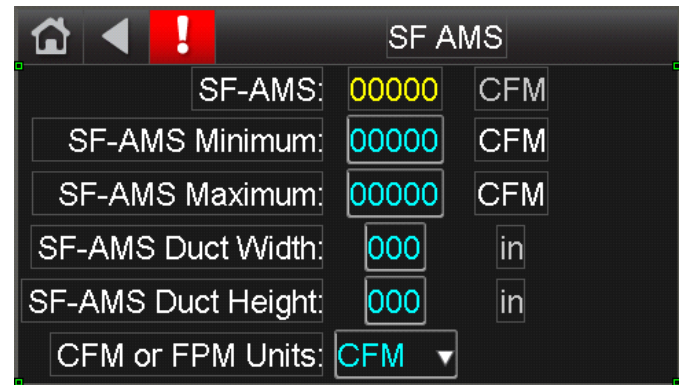 ! SF AMS
SF-AMS: 00000 CFM
SF-AMS Minimum: 00000 CFM
SF-AMS Maximum: 00000 CFM
SF-AMS Duct Width: 000 in
SF-AMS Duct Height: 000 in
CFM or FPM Units: CFM